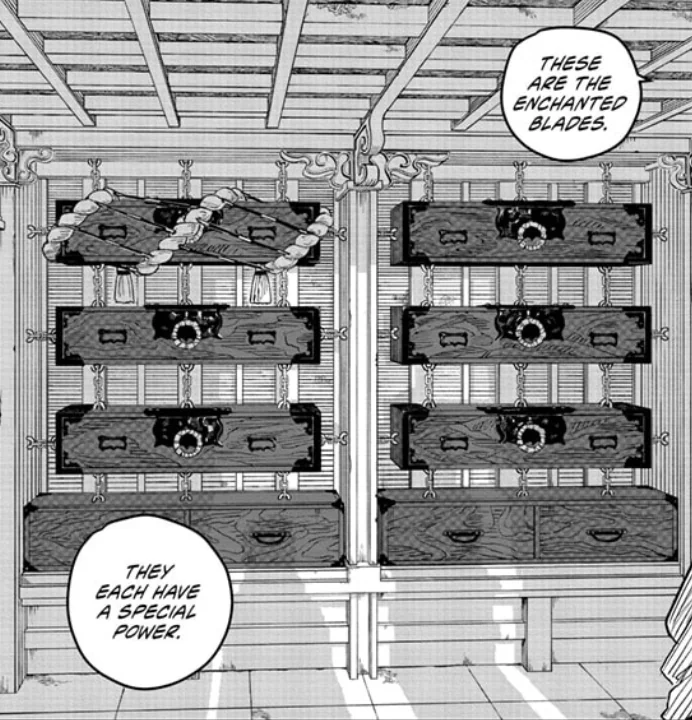 THESE
ARE THE
ENCHANTED
BLADES.
THEY
EACH HAVE
A SPECIAL
POWER.